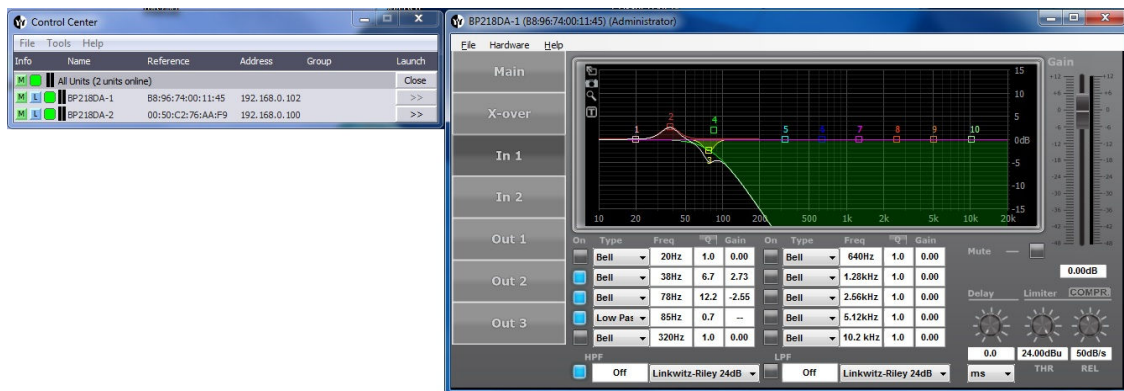 Control Center
File Tools Help
Info Name Reference Address Group Launch
M All Units (2 units online) Close
M L BP218DA-1 B8:96:74:00:11:45 192.168.0.102 >>
M L BP218DA-2 00:50:C2:76:AA:F9 192.168.0.100 >>
BP218DA-1 (B8:96:74:00:11:45) (Administrator)
File Hardware Help
Main
X-over
In 1
In 2
Out 1
Out 2
Out 3
T
1 2 3 4 5 6 7 8 9 10
15
10
5
0dB
-5
-10
-15
10 20 50 100 200 500 1k 2k 5k 10k 20k
On Type Freq Q Gain On Type Freq Q Gain
Bell 20Hz 1.0 0.00 Bell 640Hz 1.0 0.00
Bell 38Hz 6.7 2.73 Bell 1.28kHz 1.0 0.00
Bell 78Hz 12.2 -2.55 Bell 2.56kHz 1.0 0.00
Low Pas 85Hz 0.7 -- Bell 5.12kHz 1.0 0.00
Bell 320Hz 1.0 0.00 Bell 10.2 kHz 1.0 0.00
HPF LPF
Off Linkwitz-Riley 24dB Off Linkwitz-Riley 24dB
Gain
+12 +12
Mute
0.00dB
Delay Limiter COMPR.
0.0 24.00dBu 50dB/s
ms THR REL